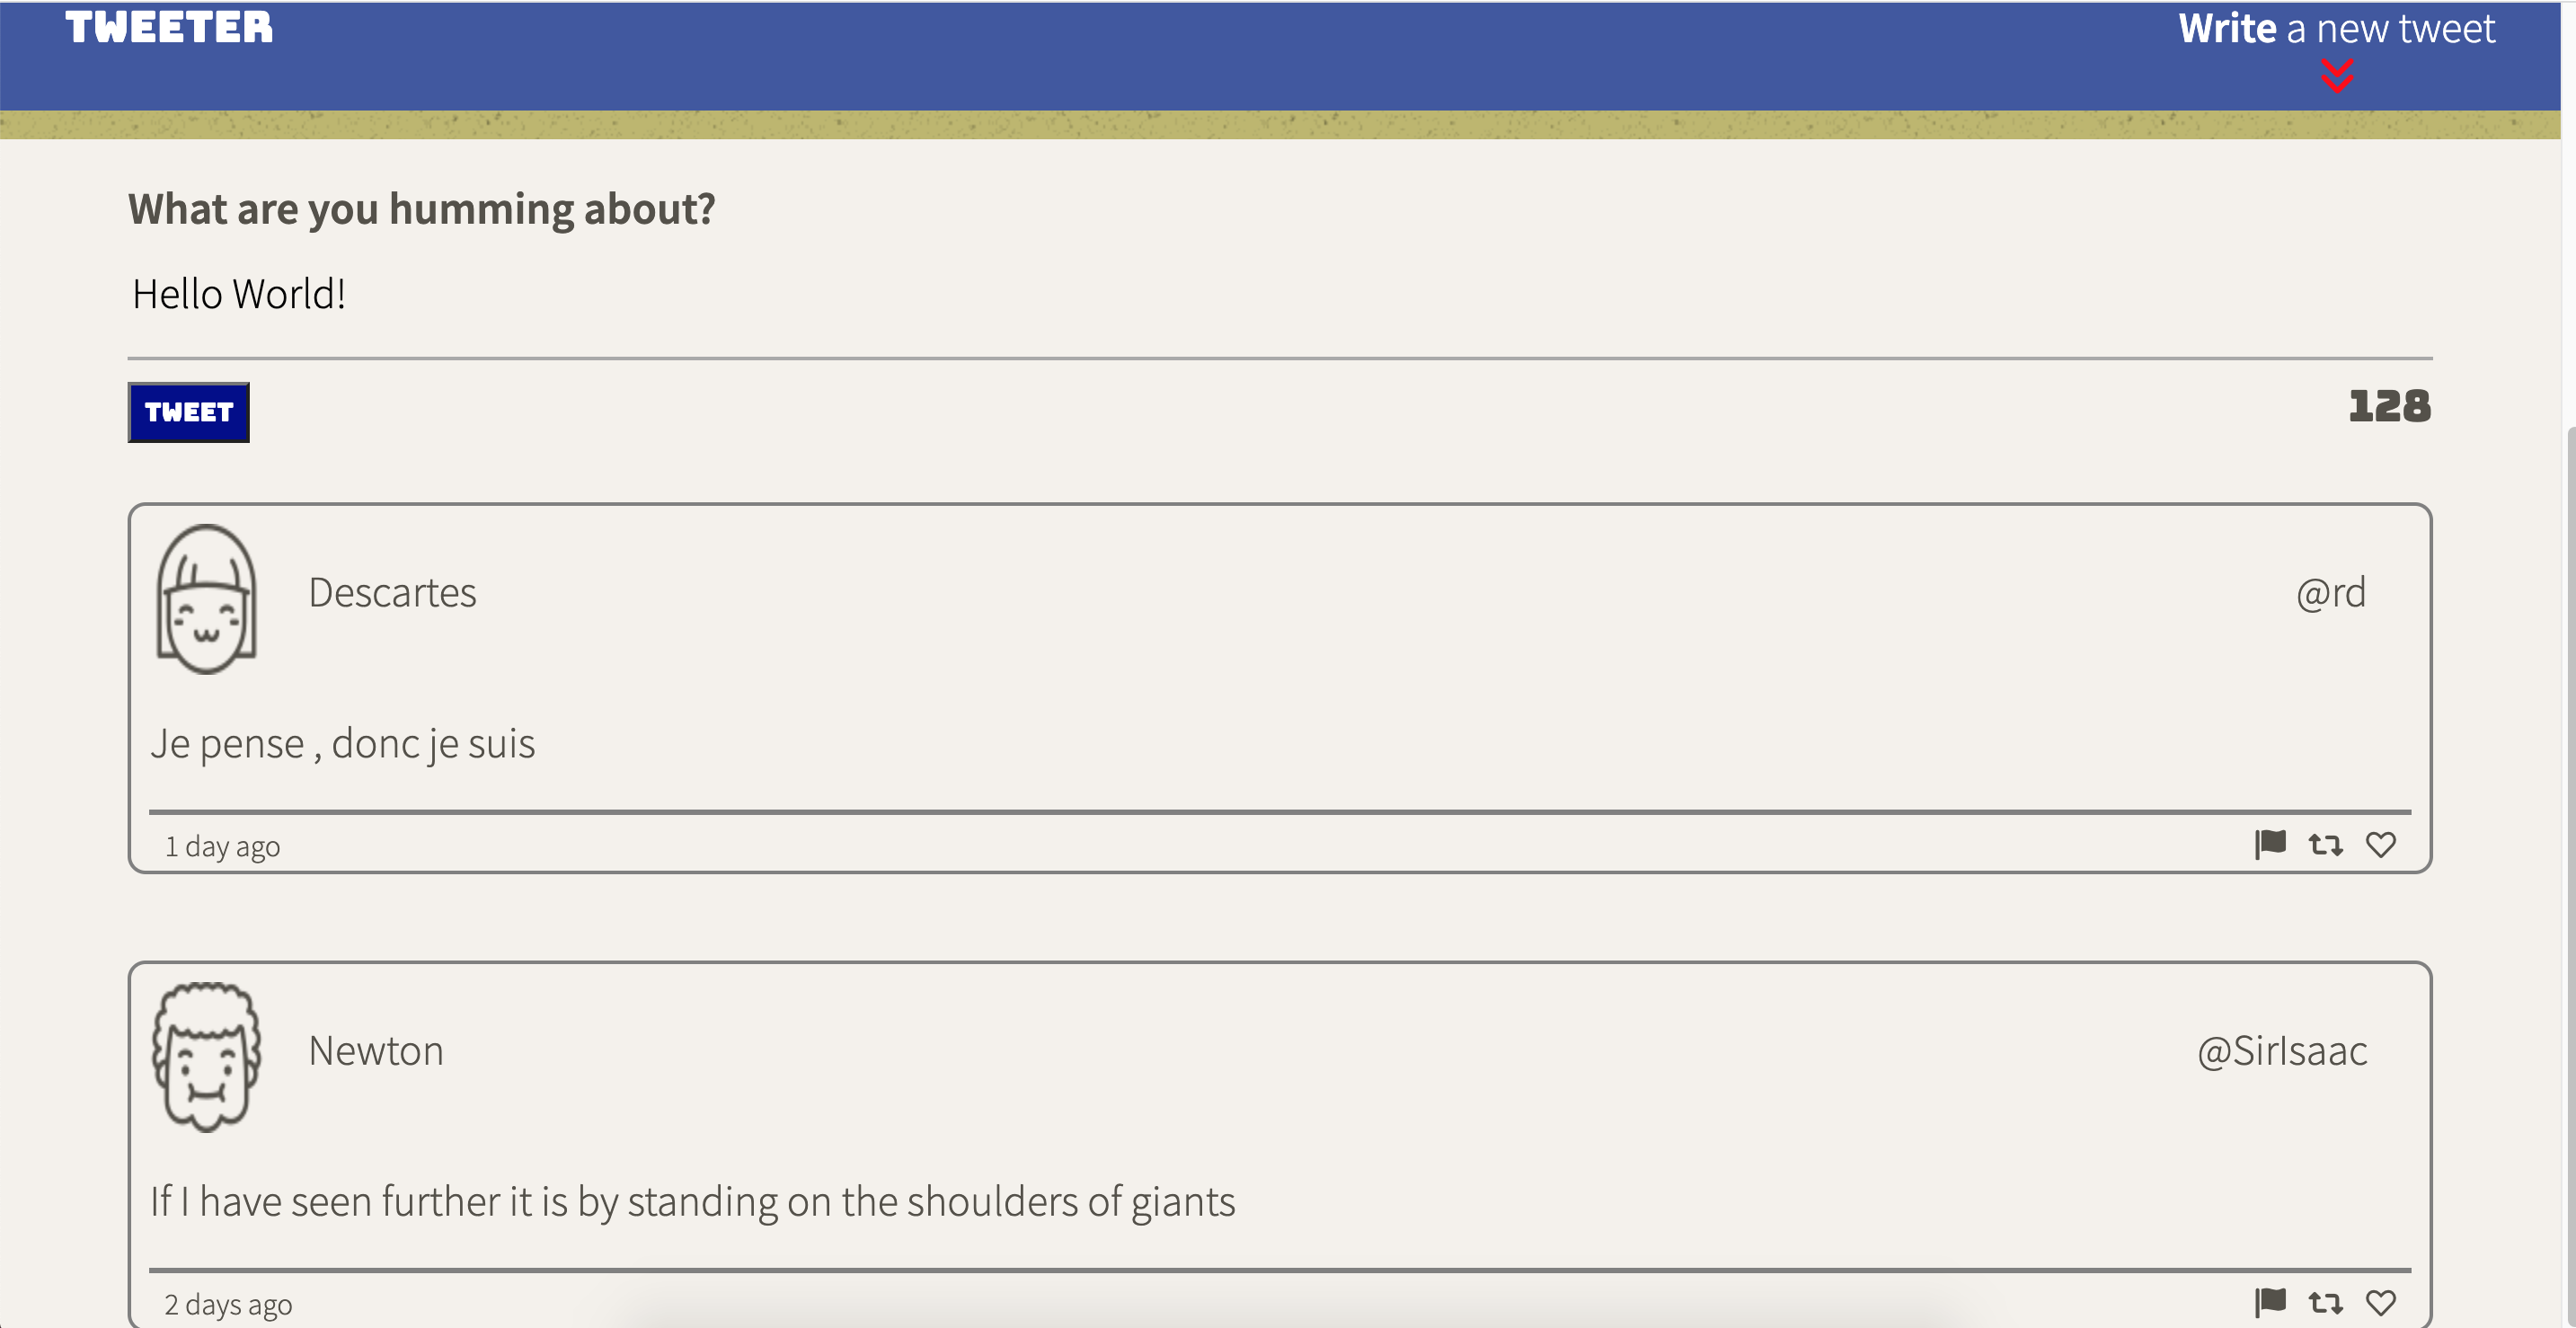 TWEETER
Write a new tweet
What are you humming about?
Hello World!
TWEET
128
Descartes
@rd
Je pense , donc je suis
1 day ago
Newton
@SirIsaac
If I have seen further it is by standing on the shoulders of giants
2 days ago